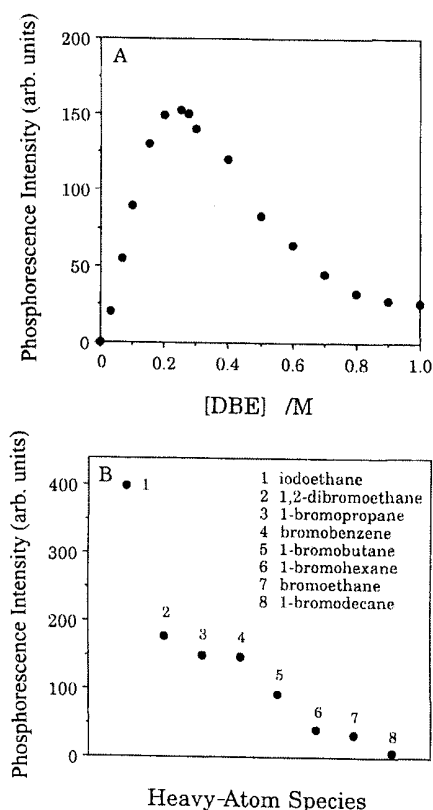 A
Phosphorescence Intensity (arb. units)
200
150
100
50
0
0.0
0.2
0.4
0.6
0.8
1.0
[DBE] /M
B
Phosphorescence Intensity (arb. units)
400
300
200
100
0
1 iodoethane
2 1,2-dibromoethane
3 1-bromopropane
4 bromobenzene
5 1-bromobutane
6 1-bromohexane
7 bromoethane
8 1-bromodecane
1
2
3
4
5
6
7
8
Heavy-Atom Species